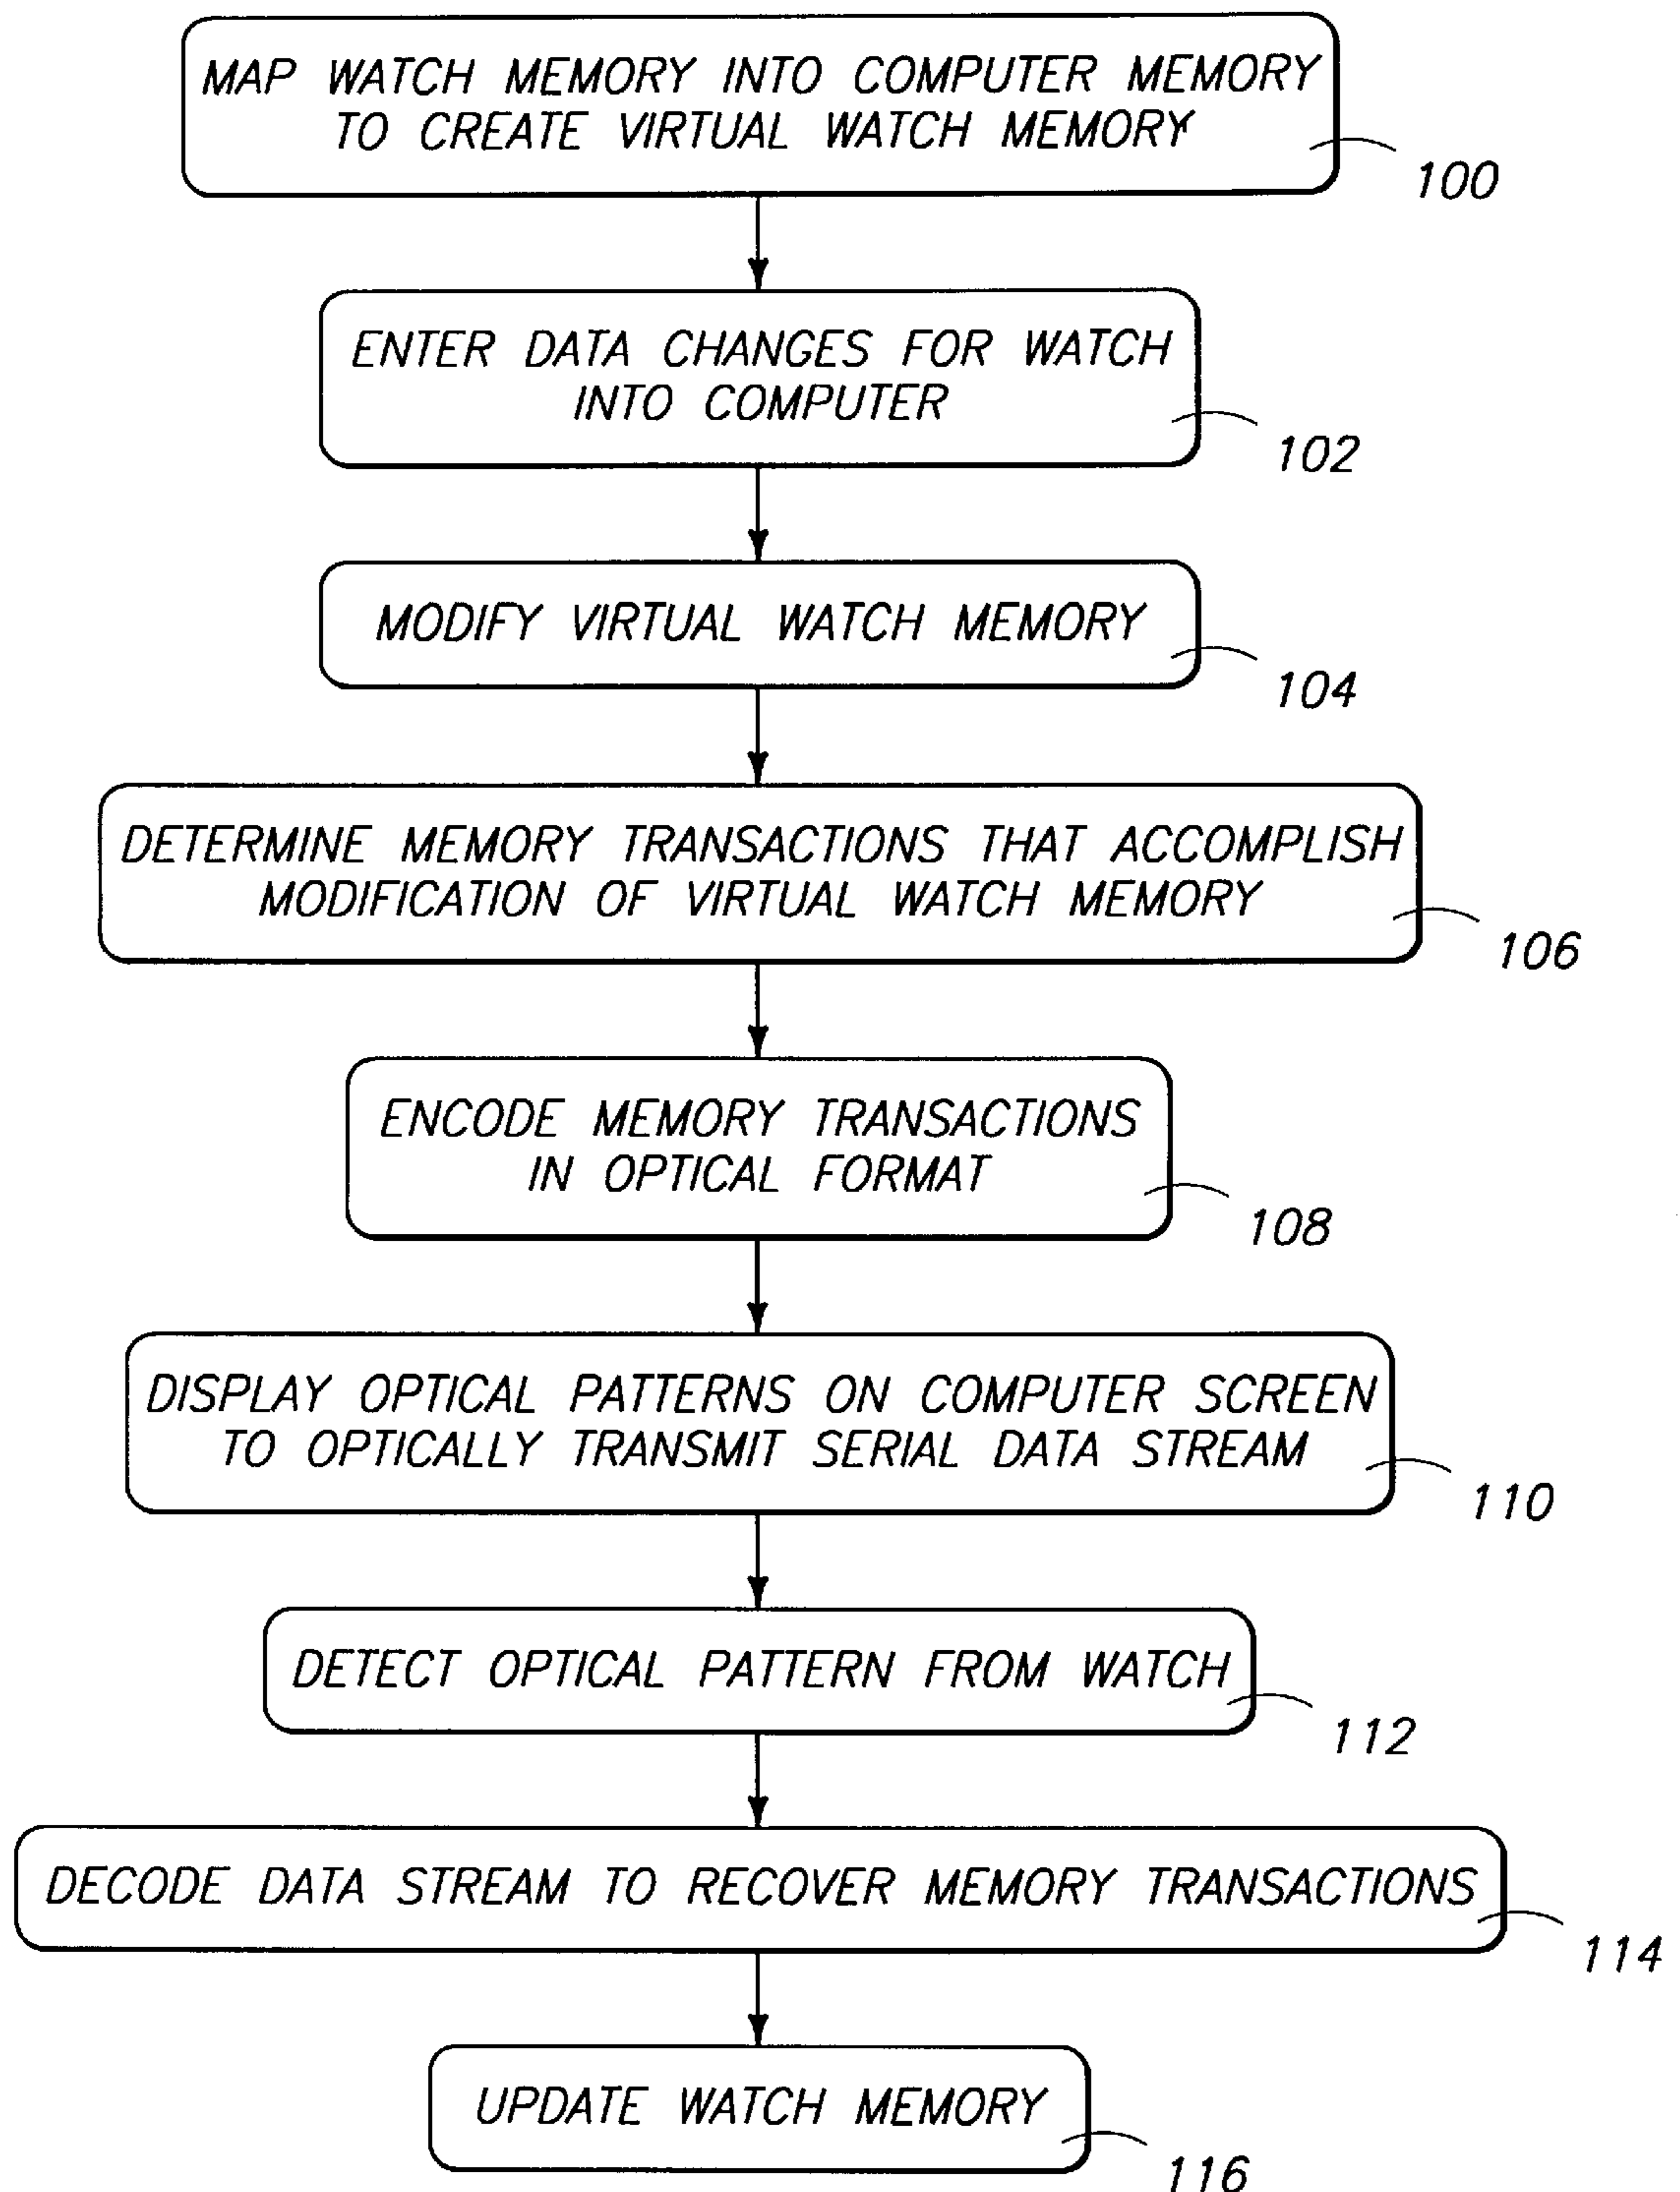 MAP WATCH MEMORY INTO COMPUTER MEMORY
TO CREATE VIRTUAL WATCH MEMORY
100
ENTER DATA CHANGES FOR WATCH
INTO COMPUTER
102
MODIFY VIRTUAL WATCH MEMORY
104
DETERMINE MEMORY TRANSACTIONS THAT ACCOMPLISH
MODIFICATION OF VIRTUAL WATCH MEMORY
106
ENCODE MEMORY TRANSACTIONS
IN OPTICAL FORMAT
108
DISPLAY OPTICAL PATTERNS ON COMPUTER SCREEN
TO OPTICALLY TRANSMIT SERIAL DATA STREAM
110
DETECT OPTICAL PATTERN FROM WATCH
112
DECODE DATA STREAM TO RECOVER MEMORY TRANSACTIONS
114
UPDATE WATCH MEMORY
116